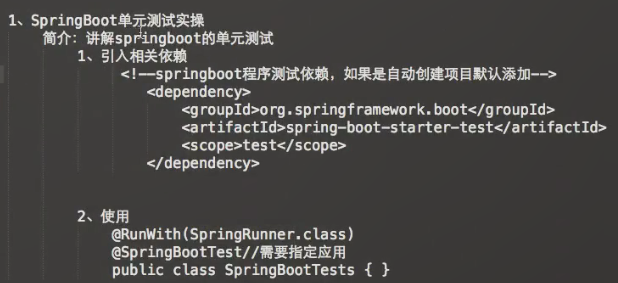 1、SpringBoot单元测试实操
简介：讲解springboot的单元测试
1、引入相关依赖
<!--springboot程序测试依赖，如果是自动创建项目默认添加-->
<dependency>
<groupId>org.springframework.boot</groupId>
<artifactId>spring-boot-starter-test</artifactId>
<scope>test</scope>
</dependency>
2、使用
@RunWith(SpringRunner.class)
@SpringBootTest//需要指定应用
public class SpringBootTests { }